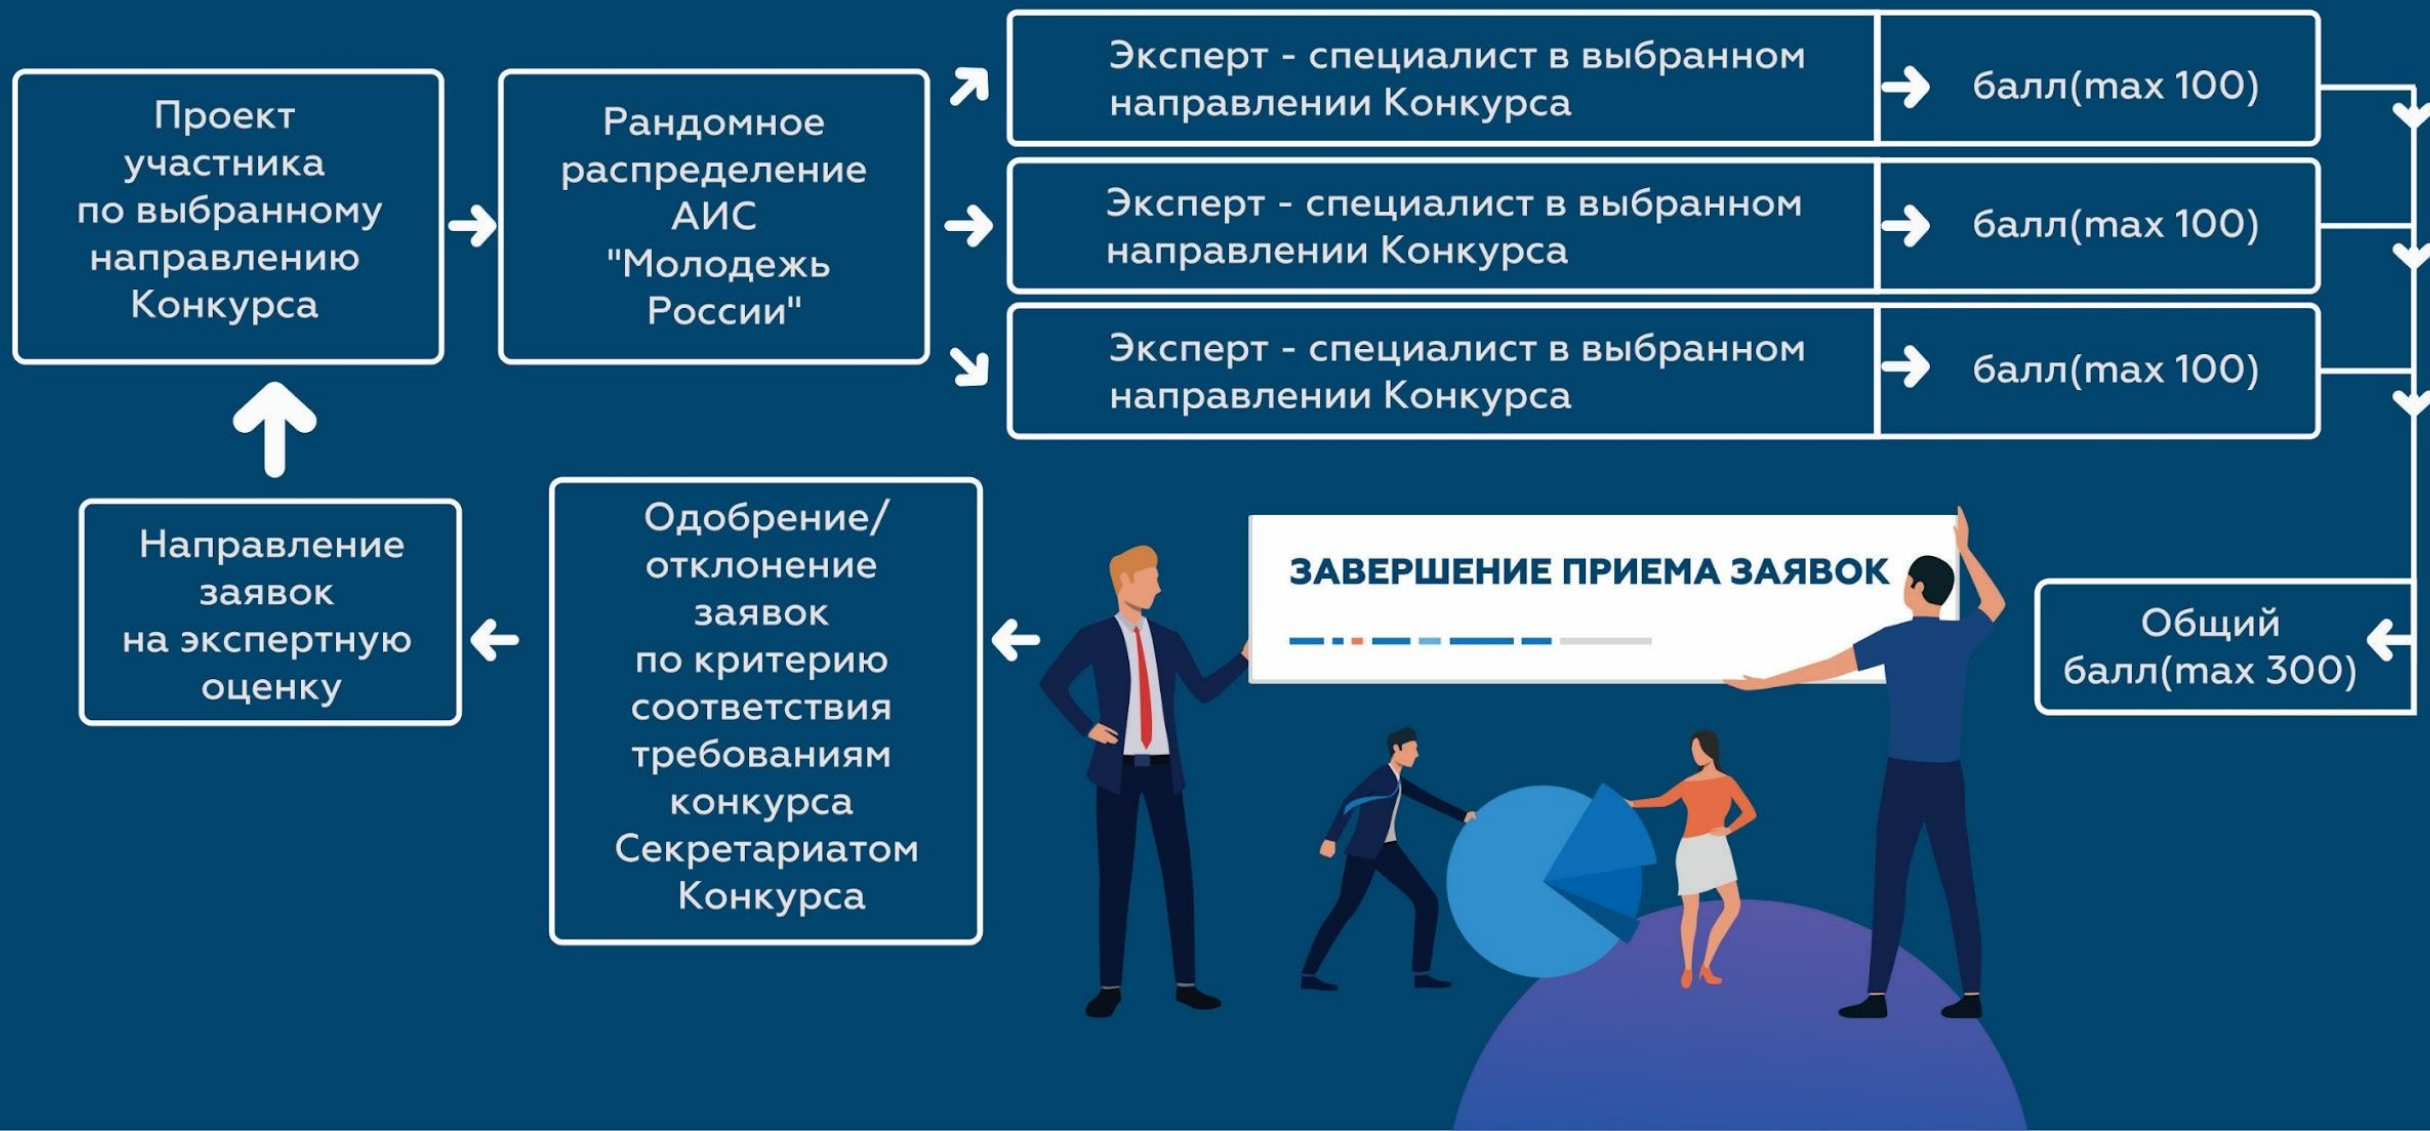 Проект
участника
по выбранному
направлению
Конкурса
Рандомное
распределение
АИС
"Молодежь
России"
Эксперт - специалист в выбранном
направлении Конкурса
балл(max 100)
Эксперт - специалист в выбранном
направлении Конкурса
балл(max 100)
Эксперт - специалист в выбранном
направлении Конкурса
балл(max 100)
Направление
заявок
на экспертную
оценку
Одобрение/
отклонение
заявок
по критерию
соответствия
требованиям
конкурса
Секретариатом
Конкурса
ЗАВЕРШЕНИЕ ПРИЕМА ЗАЯВОК
Общий
балл(max 300)